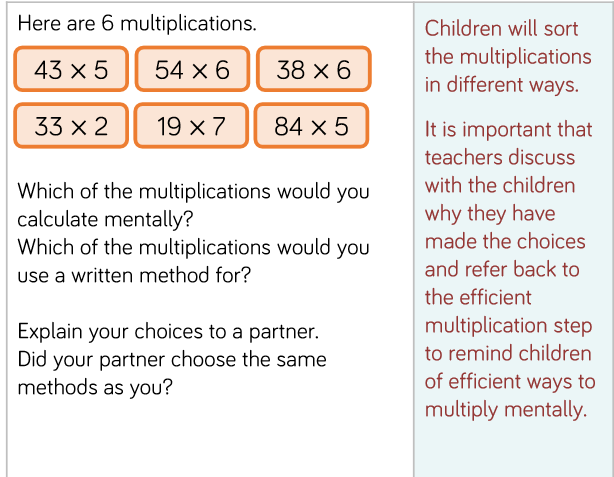 Here are 6 multiplications.
43 × 5
54 × 6
38 × 6
33 × 2
19 × 7
84 × 5
Which of the multiplications would you
calculate mentally?
Which of the multiplications would you
use a written method for?
Explain your choices to a partner.
Did your partner choose the same
methods as you?
Children will sort
the multiplications
in different ways.
It is important that
teachers discuss
with the children
why they have
made the choices
and refer back to
the efficient
multiplication step
to remind children
of efficient ways to
multiply mentally.